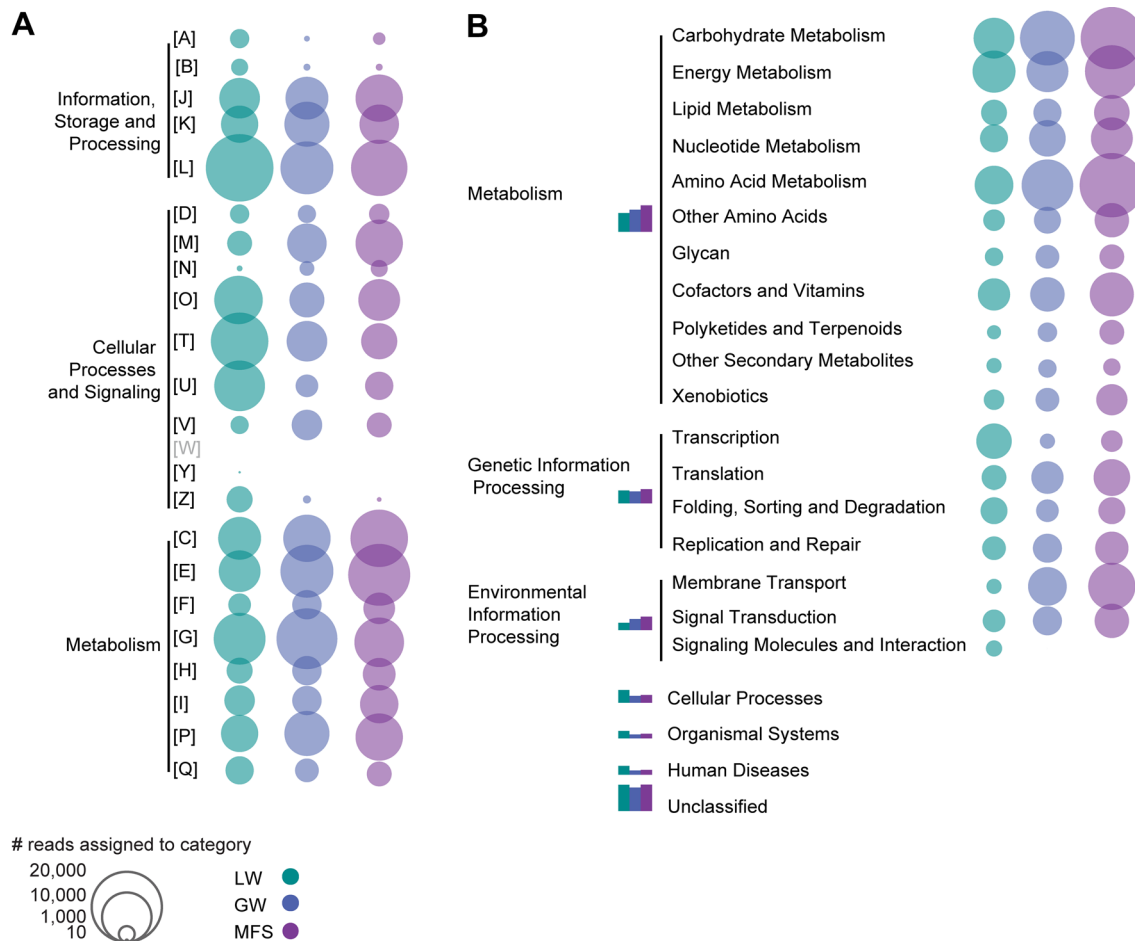 A
[A]
[B]
Information,
Storage and
Processing
[J]
[K]
[L]
[D]
[M]
[N]
[O]
Cellular
Processes
and Signaling
[T]
[U]
[V]
[W]
[Y]
[Z]
[C]
[E]
[F]
Metabolism
[G]
[H]
[I]
[P]
[Q]
# reads assigned to category
20,000
10,000
1,000
10
LW
GW
MFS
B
Metabolism
Carbohydrate Metabolism
Energy Metabolism
Lipid Metabolism
Nucleotide Metabolism
Amino Acid Metabolism
Other Amino Acids
Glycan
Cofactors and Vitamins
Polyketides and Terpenoids
Other Secondary Metabolites
Xenobiotics
Genetic Information
Processing
Transcription
Translation
Folding, Sorting and Degradation
Replication and Repair
Environmental
Information
Processing
Membrane Transport
Signal Transduction
Signaling Molecules and Interaction
Cellular Processes
Organismal Systems
Human Diseases
Unclassified